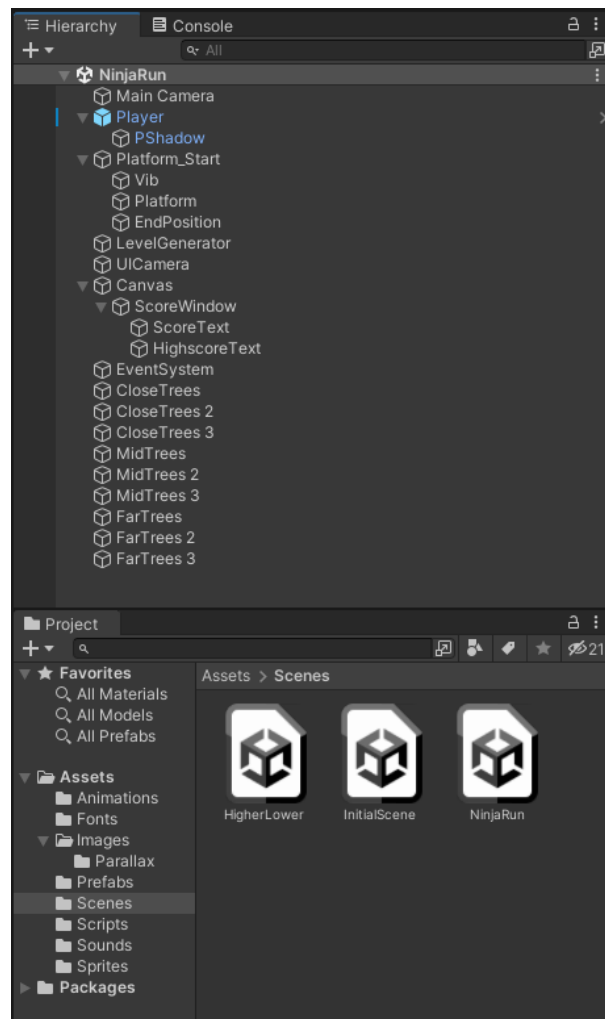 Hierarchy Console
All
NinjaRun
Main Camera
Player
PShadow
Platform_Start
Vib
Platform
EndPosition
LevelGenerator
UICamera
Canvas
ScoreWindow
ScoreText
HighscoreText
EventSystem
CloseTrees
CloseTrees 2
CloseTrees 3
MidTrees
MidTrees 2
MidTrees 3
FarTrees
FarTrees 2
FarTrees 3
Project
21
Favorites
All Materials
All Models
All Prefabs
Assets
Animations
Fonts
Images
Parallax
Prefabs
Scenes
Scripts
Sounds
Sprites
Packages
Assets > Scenes
HigherLower InitialScene NinjaRun